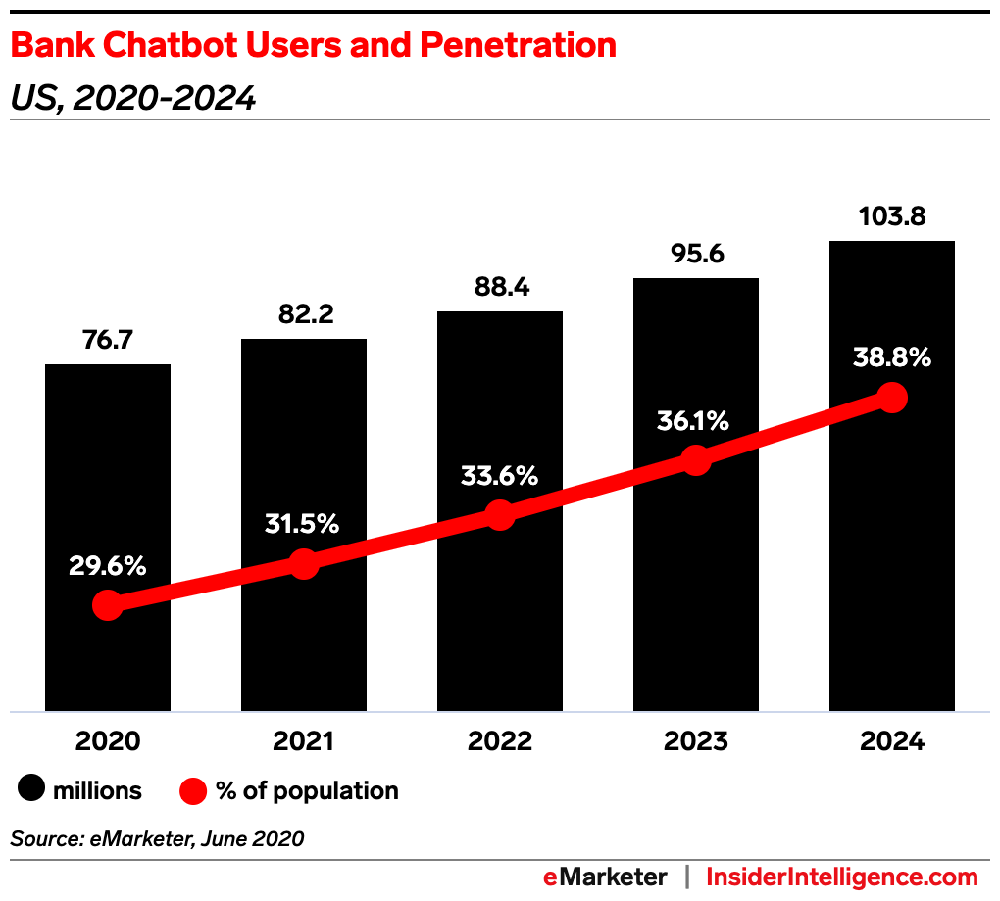 Bank Chatbot Users and Penetration
US, 2020-2024
103.8
95.6
88.4
82.2
76.7
38.8%
36.1%
33.6%
31.5%
29.6%
2020 2021 2022 2023 2024
millions % of population
Source: eMarketer, June 2020
eMarketer | InsiderIntelligence.com